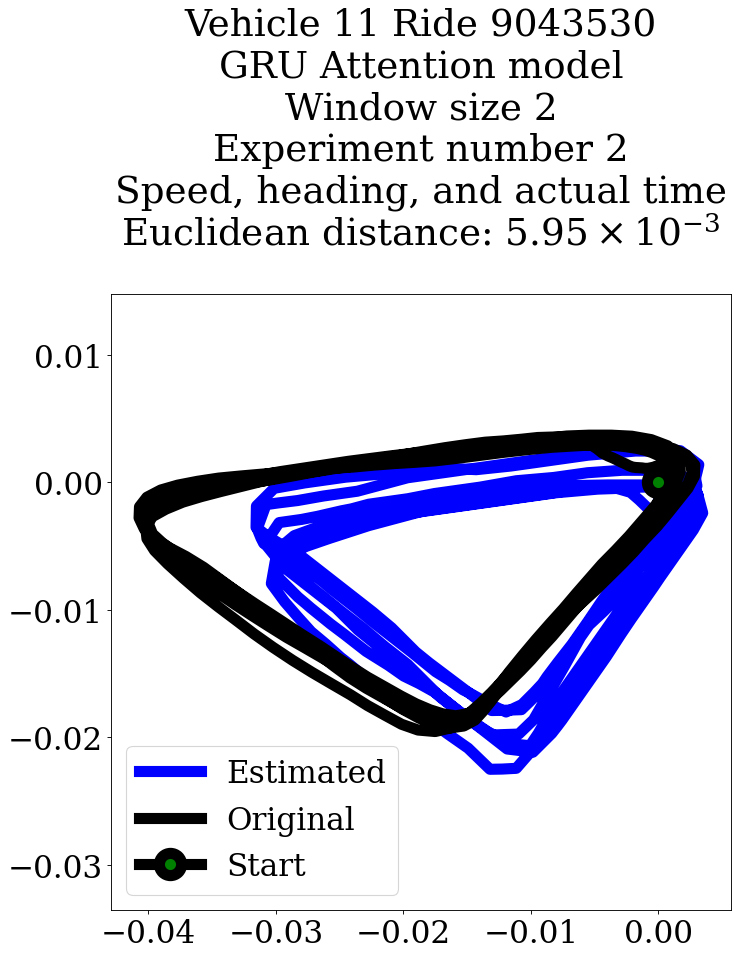 Vehicle 11 Ride 9043530
GRU Attention model
Window size 2
Experiment number 2
Speed, heading, and actual time
Euclidean distance: 5.95 × 10⁻³
0.01
0.00
−0.01
−0.02
−0.03
Estimated
Original
Start
−0.04
−0.03
−0.02
−0.01
0.00